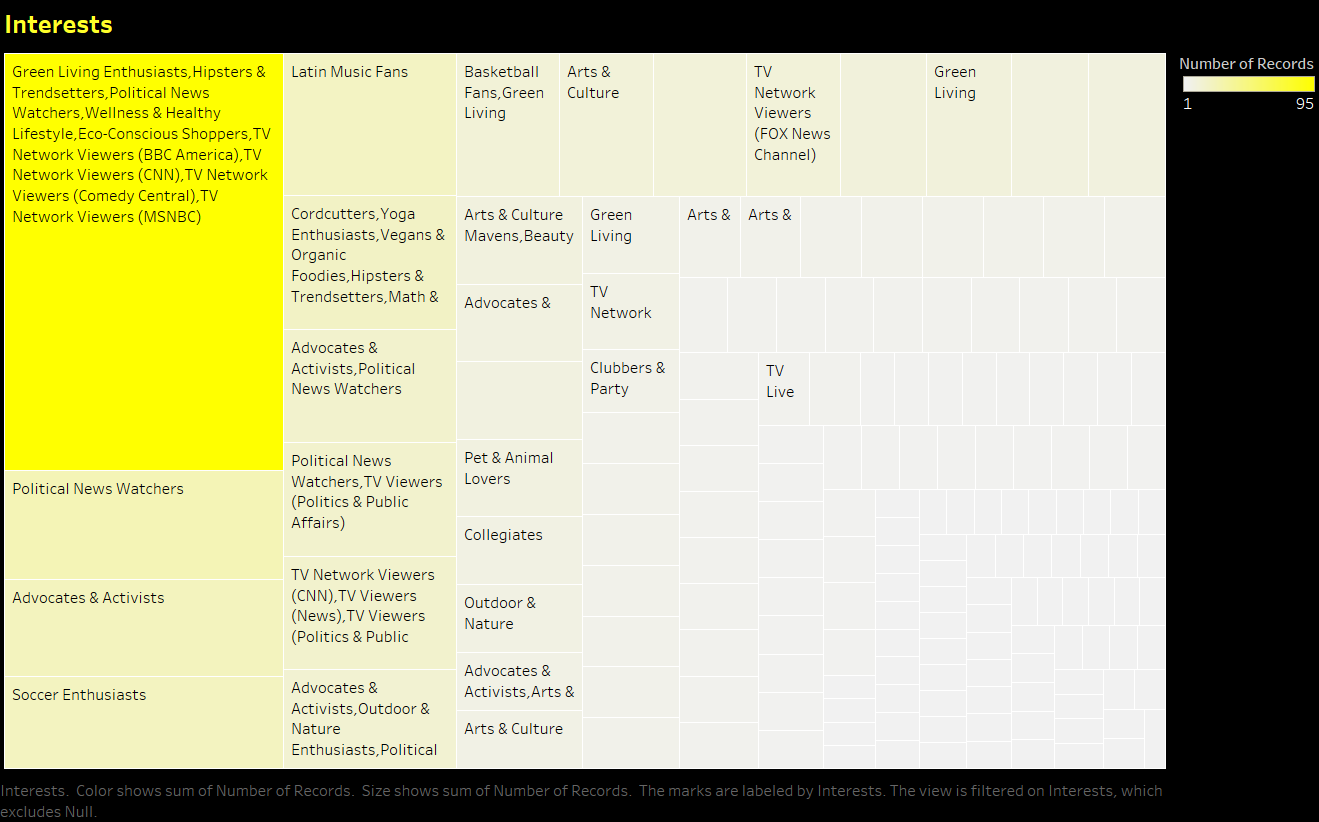 Interests
Green Living Enthusiasts,Hipsters &
Trendsetters,Political News
Watchers,Wellness & Healthy
Lifestyle,Eco-Conscious Shoppers,TV
Network Viewers (BBC America),TV
Network Viewers (CNN),TV Network
Viewers (Comedy Central),TV
Network Viewers (MSNBC)
Political News Watchers
Advocates & Activists
Soccer Enthusiasts
Latin Music Fans
Cordcutters,Yoga
Enthusiasts,Vegans &
Organic
Foodies,Hipsters &
Trendsetters,Math &
Advocates &
Activists,Political
News Watchers
Political News
Watchers,TV Viewers
(Politics & Public
Affairs)
TV Network Viewers
(CNN),TV Viewers
(News),TV Viewers
(Politics & Public
Advocates &
Activists,Outdoor &
Nature
Enthusiasts,Political
Basketball
Fans,Green
Living
Arts &
Culture
TV
Network
Viewers
(FOX News
Channel)
Green
Living
Arts & Culture
Mavens,Beauty
Advocates &
Pet & Animal
Lovers
Collegiates
Outdoor &
Nature
Advocates &
Activists,Arts &
Arts & Culture
Green
Living
TV
Network
Clubbers &
Party
Arts &
Arts &
TV
Live
Number of Records
1 95
Interests.  Color shows sum of Number of Records.  Size shows sum of Number of Records.  The marks are labeled by Interests. The view is filtered on Interests, which
excludes Null.